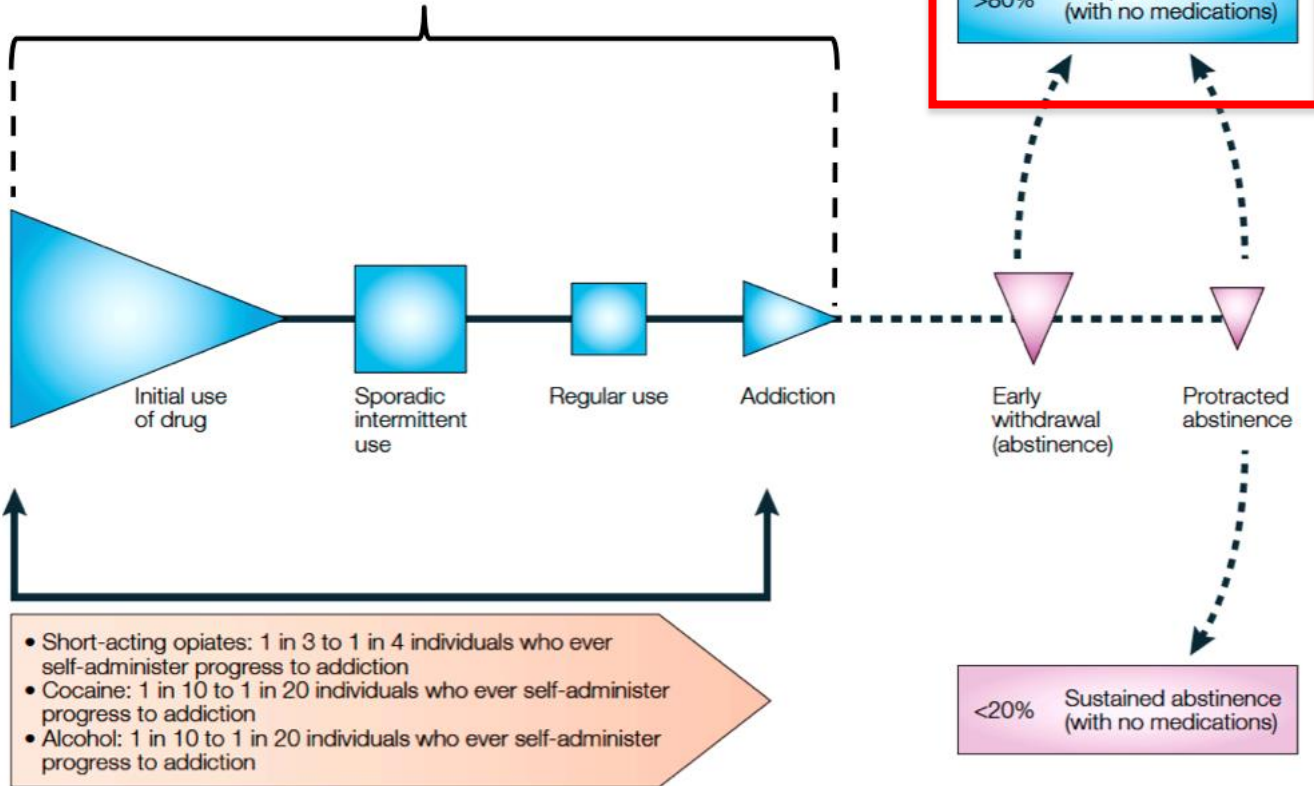 >80%
(with no medications)
Initial use
of drug
Sporadic
intermittent
use
Regular use
Addiction
Early
withdrawal
(abstinence)
Protracted
abstinence
• Short-acting opiates: 1 in 3 to 1 in 4 individuals who ever
self-administer progress to addiction
• Cocaine: 1 in 10 to 1 in 20 individuals who ever self-administer
progress to addiction
• Alcohol: 1 in 10 to 1 in 20 individuals who ever self-administer
progress to addiction
<20%
Sustained abstinence
(with no medications)